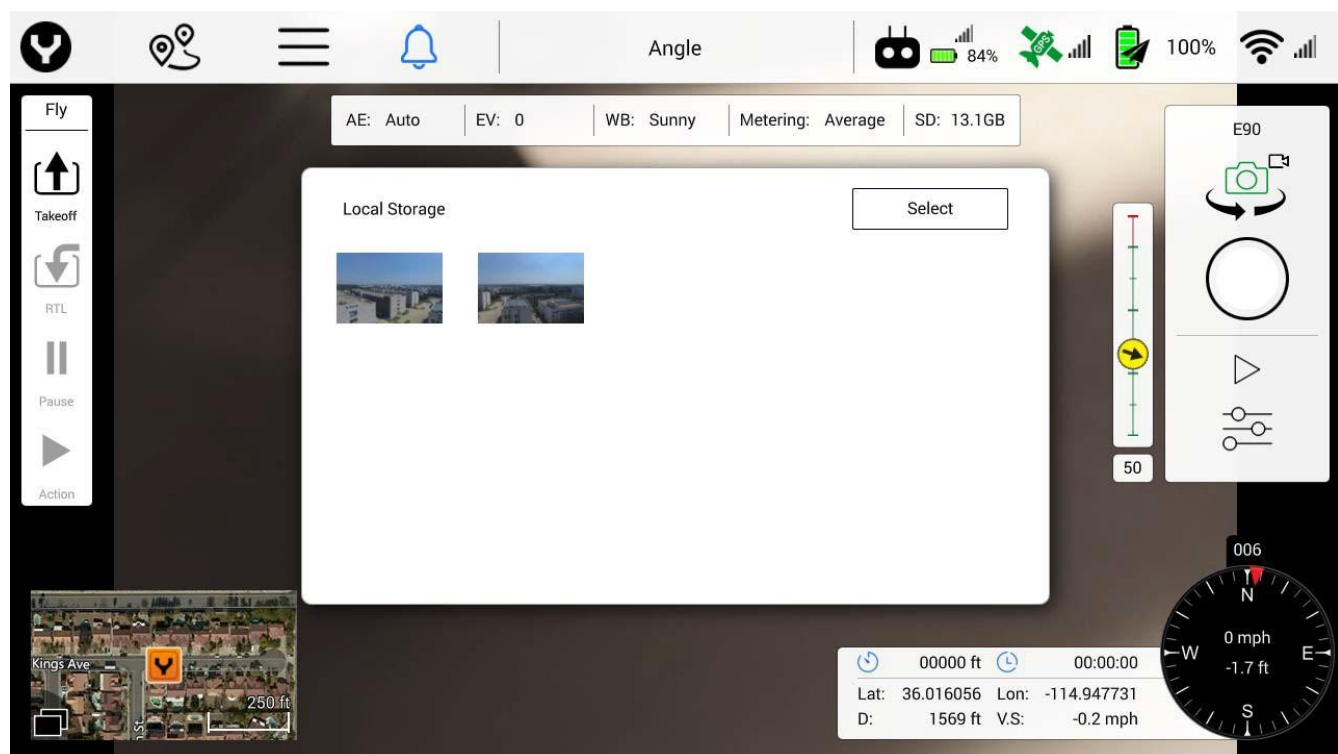 Angle
84%
GPS
100%
Fly
Takeoff
RTL
Pause
Action
AE: Auto
EV: 0
WB: Sunny
Metering: Average
SD: 13.1GB
Local Storage
Select
E90
50
Kings Ave
250 ft
00000 ft
00:00:00
Lat: 36.016056 Lon: -114.947731
D: 1569 ft V.S: -0.2 mph
006
N
0 mph
W
E
-1.7 ft
S